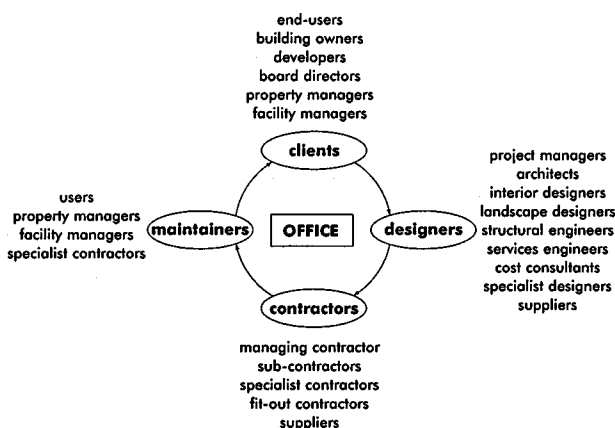 end-users
building owners
developers
board directors
property managers
facility managers
clients
users
property managers
facility managers
specialist contractors
maintainers
OFFICE
designers
project managers
architects
interior designers
landscape designers
structural engineers
services engineers
cost consultants
specialist designers
suppliers
contractors
managing contractor
sub-contractors
specialist contractors
fit-out contractors
suppliers